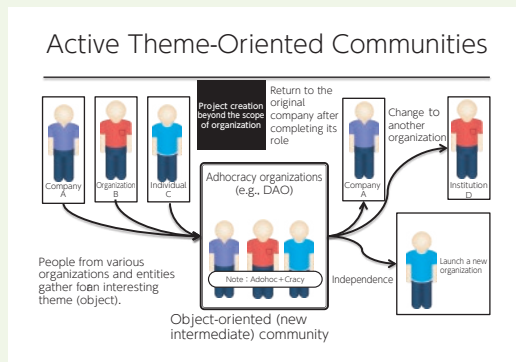 Active Theme-Oriented Communities
Project creation
beyond the scope
of organization
Return to the
original
company after
completing its
role
Change to
another
organization
Company
A
Organization
B
Individual
C
Adhocracy organizations
(e.g., DAO)
Company
A
Institution
D
Note：Adohoc＋Cracy
People from various
organizations and entities
gather foran interesting
theme (object).
Independence
Launch a new
organization
Object-oriented (new
intermediate) community